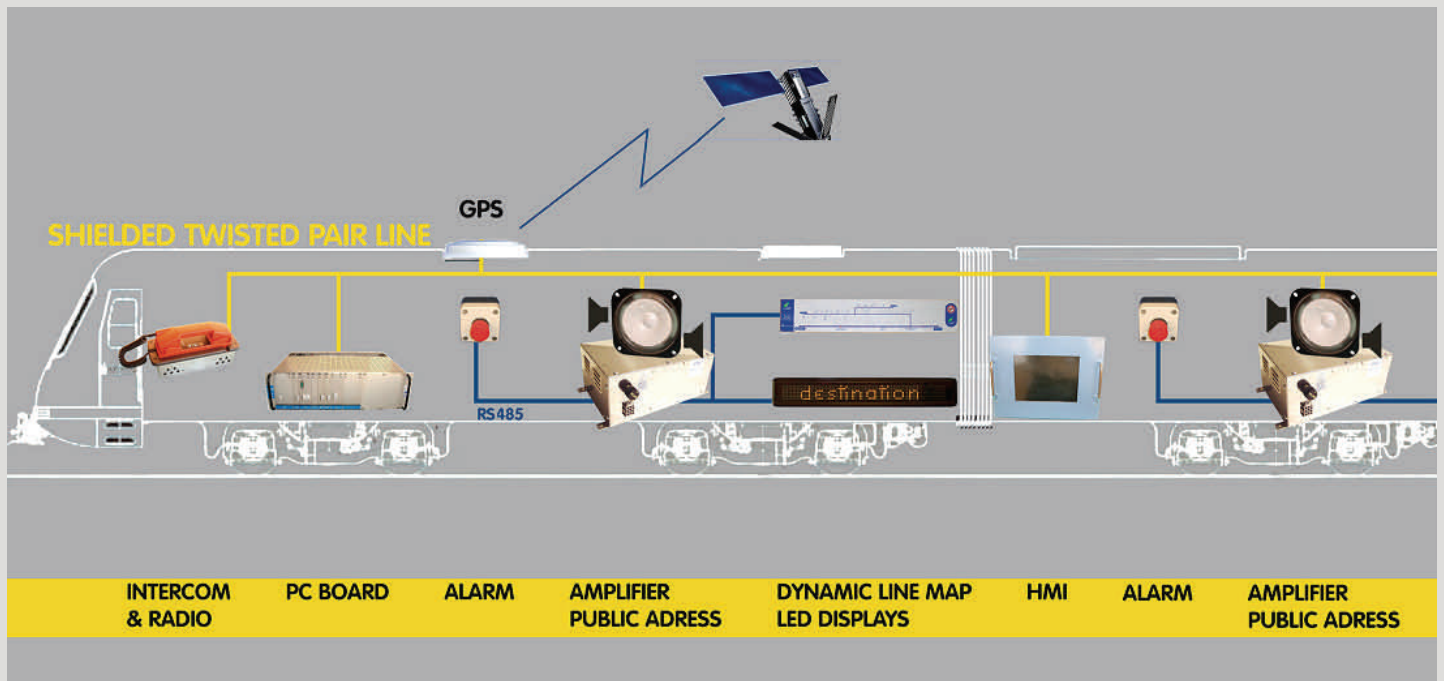 GPS
SHIELDED TWISTED PAIR LINE
destination
RS485
INTERCOM
& RADIO
PC BOARD
ALARM
AMPLIFIER
PUBLIC ADRESS
DYNAMIC LINE MAP
LED DISPLAYS
HMI
ALARM
AMPLIFIER
PUBLIC ADRESS